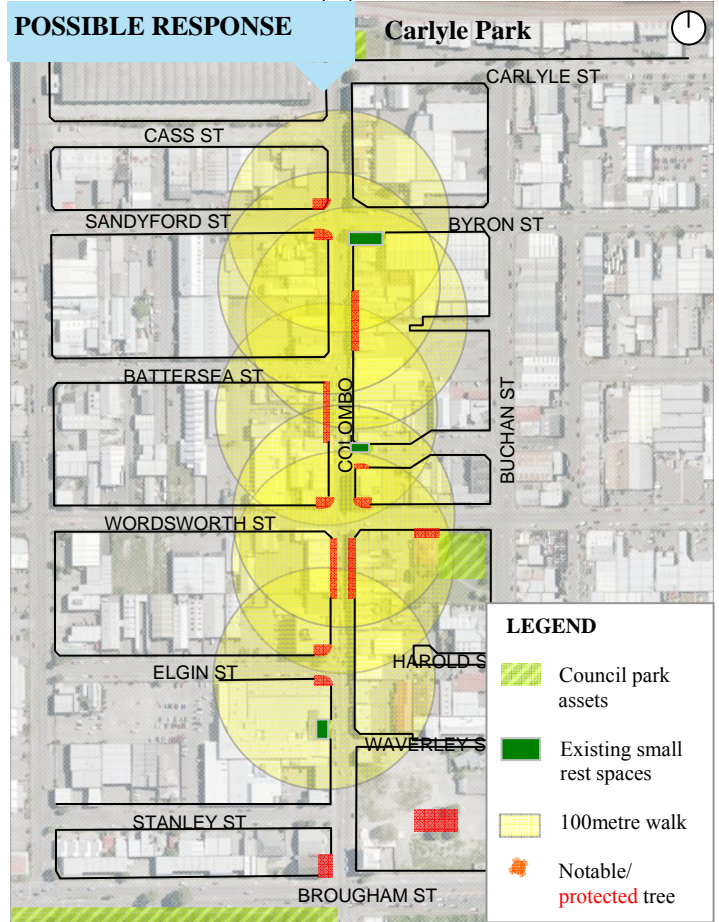 POSSIBLE RESPONSE
Carlyle Park
CARLYLE ST
CASS ST
SANDYFORD ST
BYRON ST
BATTERSEA ST
COLOMBO
BUCHAN ST
WORDSWORTH ST
HAROLD S
ELGIN ST
WAVERLEY S
STANLEY ST
BROUGHAM ST
LEGEND
Council park
assets
Existing small
rest spaces
100metre walk
Notable/
protected tree